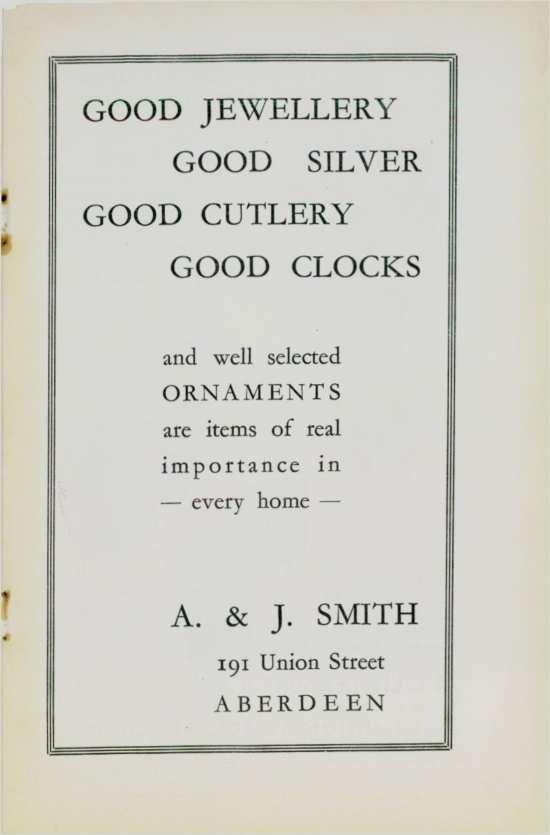 GOOD JEWELLERY
GOOD SILVER
GOOD CUTLERY
GOOD CLOCKS
and well selected
ORNAMENTS
are items of real
importance in
— every home —
A. & J. SMITH
191 Union Street
ABERDEEN